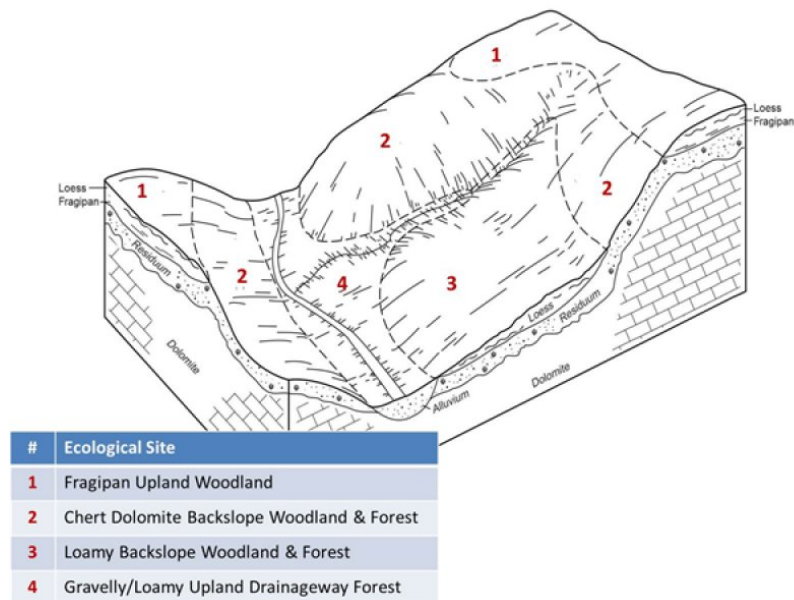 1
Loess
Fragipan
2
1
Loess
Fragipan
2
Residuum
2
4
3
Loess
Residuum
Dolomite
Dolomite
Alluvium
# Ecological Site
1 Fragipan Upland Woodland
2 Chert Dolomite Backslope Woodland & Forest
3 Loamy Backslope Woodland & Forest
4 Gravelly/Loamy Upland Drainageway Forest